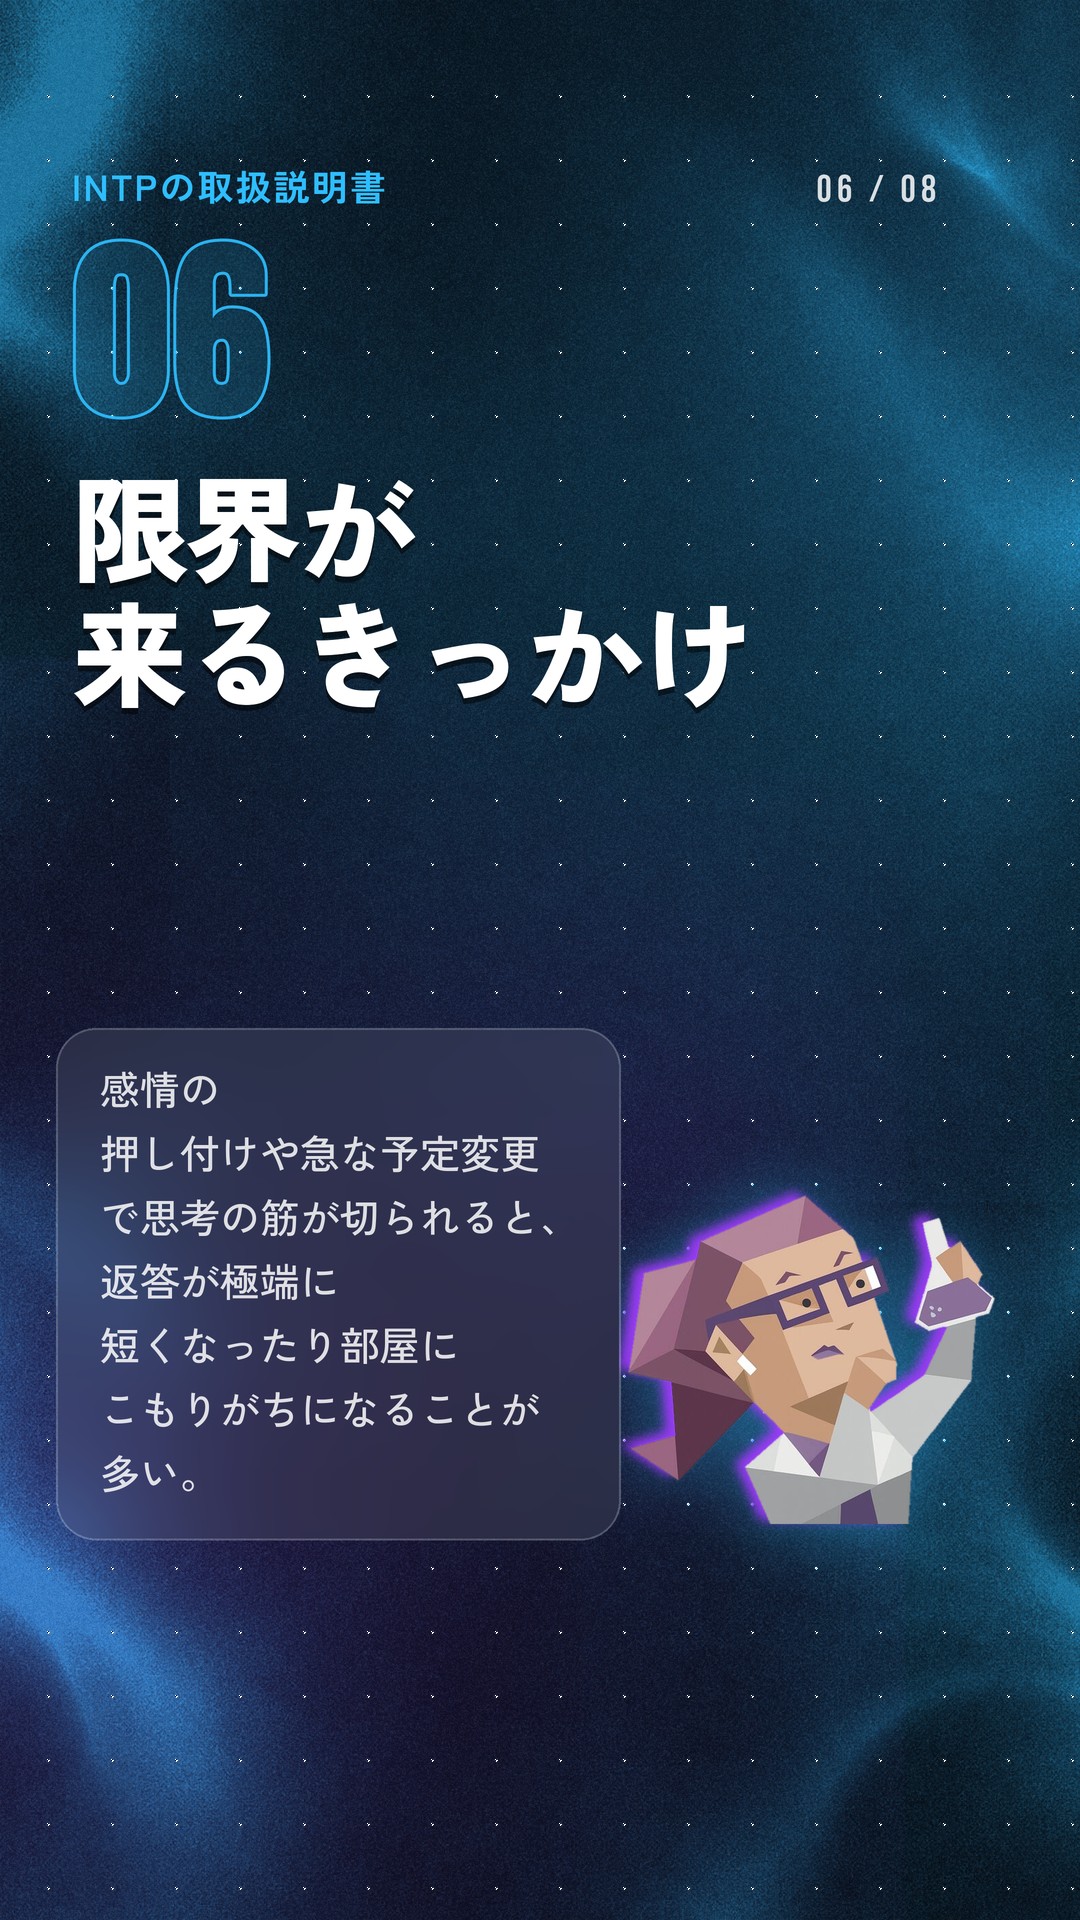 INTPの取扱説明書
06 / 08
06
限界が
来るきっかけ
感情の
押し付けや急な予定変更
で思考の筋が切られると、
返答が極端に
短くなったり部屋に
こもりがちになることが
多い。